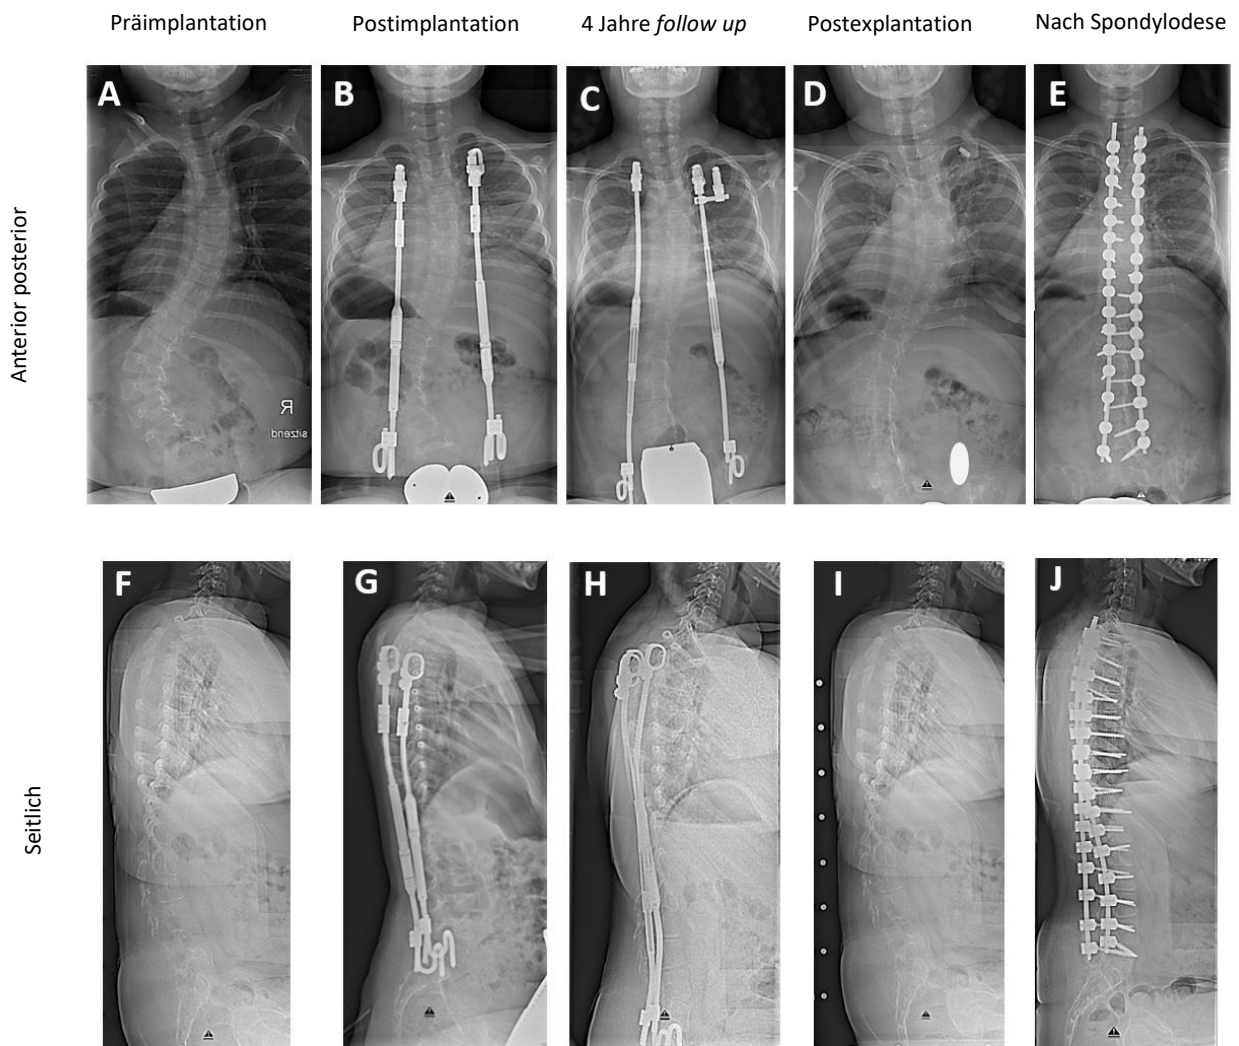 Präimplantation
Postimplantation
4 Jahre follow up
Postexplantation
Nach Spondylodese
Anterior posterior
A
B
C
D
E
R
sitzend
Seitlich
F
G
H
I
J